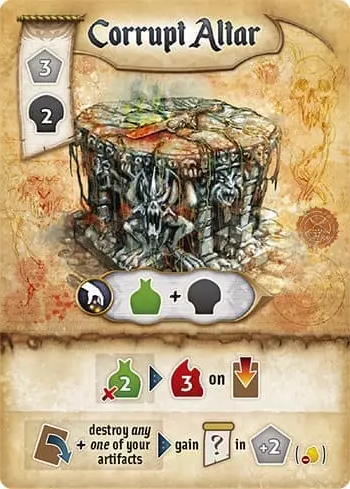 Corrupt Altar
3
2
+
2 3 on
destroy any
+ one of your gain ? in +2 ( )
artifacts